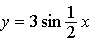 y = 3 sin 1/2 x